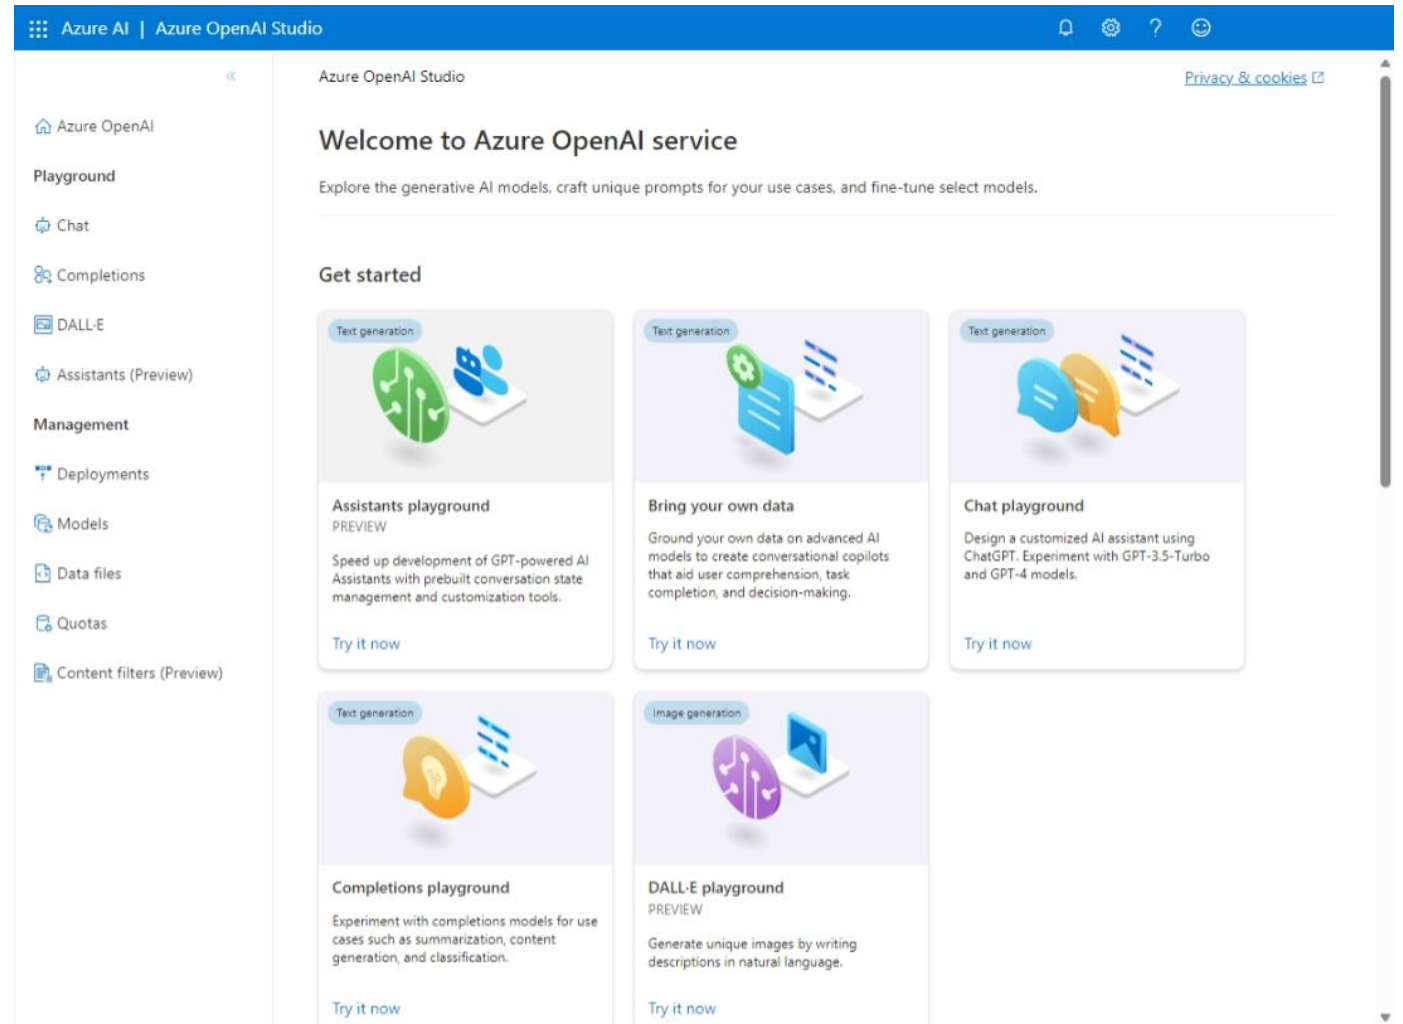 Azure AI | Azure OpenAI Studio
Azure OpenAI Studio
Privacy & cookies
Azure OpenAI
Playground
Chat
Completions
DALL·E
Assistants (Preview)
Management
Deployments
Models
Data files
Quotas
Content filters (Preview)
Welcome to Azure OpenAI service
Explore the generative AI models, craft unique prompts for your use cases, and fine-tune select models.
Get started
Text generation
Assistants playground
PREVIEW
Speed up development of GPT-powered AI
Assistants with prebuilt conversation state
management and customization tools.
Try it now
Text generation
Bring your own data
Ground your own data on advanced AI
models to create conversational copilots
that aid user comprehension, task
completion, and decision-making.
Try it now
Text generation
Chat playground
Design a customized AI assistant using
ChatGPT. Experiment with GPT-3.5-Turbo
and GPT-4 models.
Try it now
Text generation
Completions playground
Experiment with completions models for use
cases such as summarization, content
generation, and classification.
Try it now
Image generation
DALL·E playground
PREVIEW
Generate unique images by writing
descriptions in natural language.
Try it now